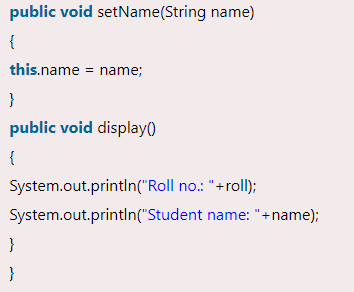 public void setName(String name)
{
this.name = name;
}
public void display()
{
System.out.println("Roll no.: "+roll);
System.out.println("Student name: "+name);
}
}